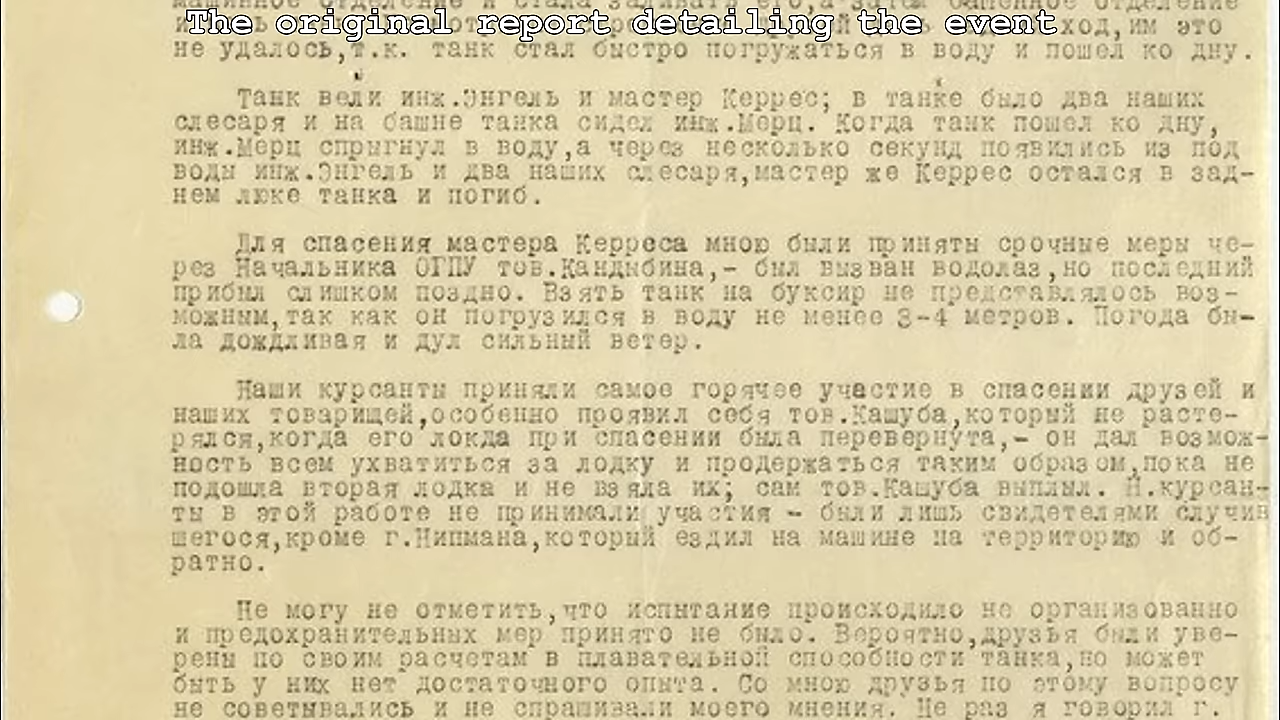 The original report detailing the event
не удалось,т.к. танк стал быстро погружаться в воду и пошел ко дну.
Танк вели инж.Энгель и мастер Керрес; в танке было два наших
слесаря и на башне танка сидел инж.Мерц. Когда танк пошел ко дну,
инж.Мерц спрыгнул в воду,а через несколько секунд появились из под
воды инж.Энгель и два наших слесаря,мастер же Керрес остался в зад-
нем люке танка и погиб.
Для спасения мастера Керреса мною были приняты срочные меры че-
рез Начальника ОГПУ тов.Кандыбина,- был вызван водолаз,но последний
прибыл слишком поздно. Взять танк на буксир не представлялось воз-
можным,так как он погрузился в воду не менее 3-4 метров. Погода бы-
ла дождливая и дул сильный ветер.
Наши курсанты приняли самое горячее участие в спасении друзей и
наших товарищей,особенно проявил себя тов.Кашуба,который не расте-
рялся,когда его локда при спасении была перевернута,- он дал возмож-
ность всем ухватиться за лодку и продержаться таким образом,пока не
подошла вторая лодка и не взяла их; сам тов.Кашуба выплыл. Н.курсан-
ты в этой работе не принимали участия - были лишь свидетелями случив
шегося,кроме г.Нипмана,который ездил на машине на территорию и об-
ратно.
Не могу не отметить,что испытание происходило не организованно
и предохранительных мер принято не было. Вероятно,друзья были уве-
рены по своим расчетам в плавательной способности танка,но может
быть у них нет достаточного опыта. Со мною друзья по этому вопросу
не советывались и не спрашивали моего мнения. Не раз я говорил г.